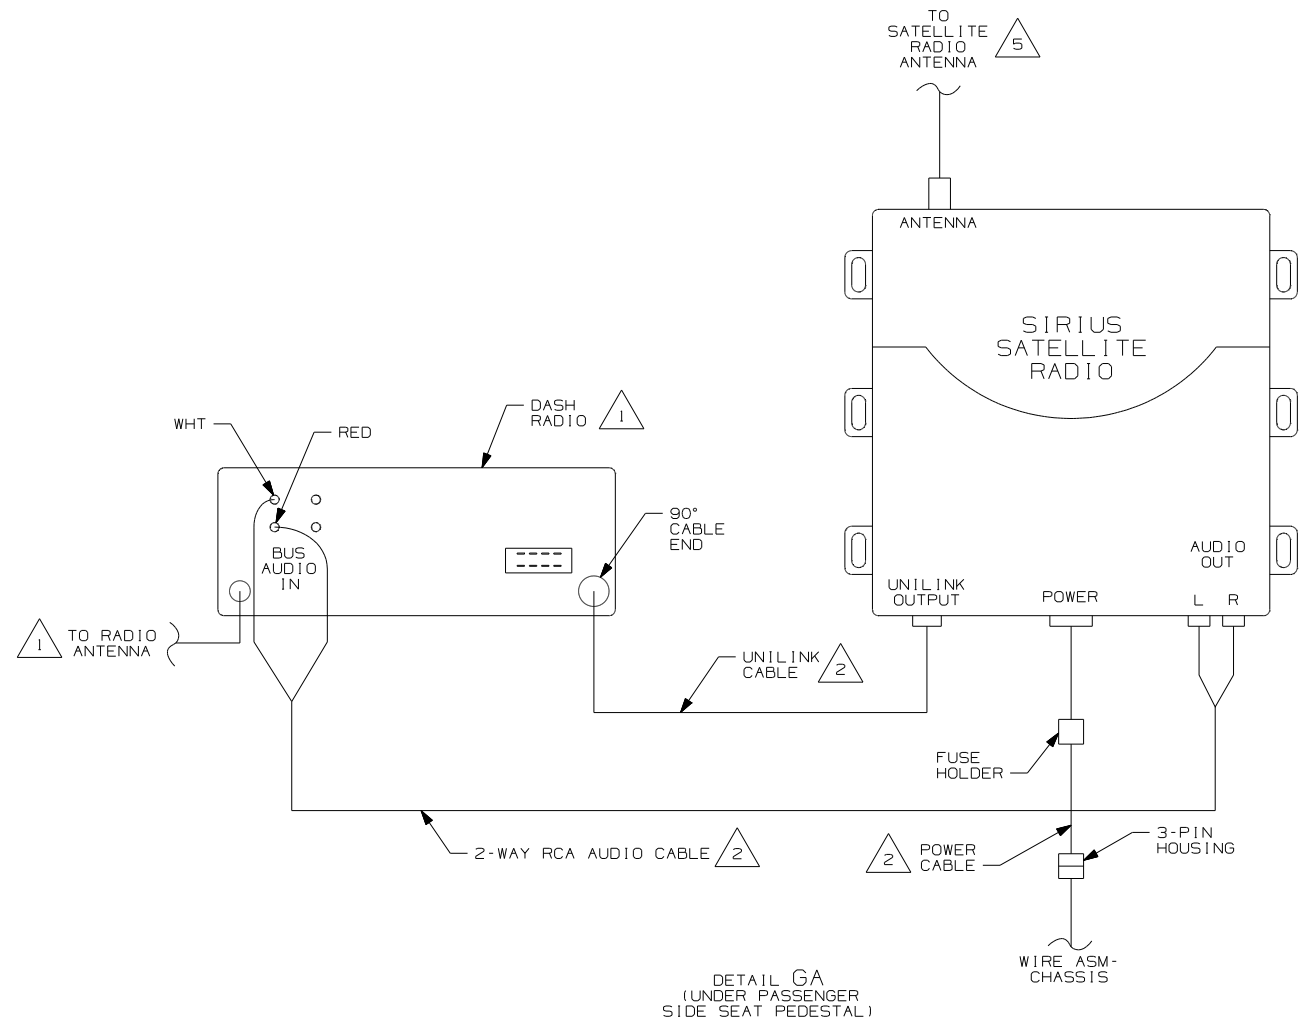 TO
SATELLITE
RADIO
ANTENNA
5
ANTENNA
SIRIUS
SATELLITE
RADIO
DASH
RADIO
1
WHT
RED
90°
CABLE
END
BUS
AUDIO
IN
AUDIO
OUT
UNILINK
OUTPUT
POWER
L R
1
TO RADIO
ANTENNA
UNILINK
CABLE
2
FUSE
HOLDER
2-WAY RCA AUDIO CABLE
2
2
POWER
CABLE
3-PIN
HOUSING
WIRE ASM-
CHASSIS
DETAIL GA
(UNDER PASSENGER
SIDE SEAT PEDESTAL)